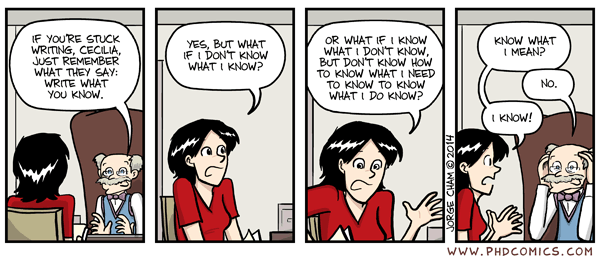 IF YOU'RE STUCK
WRITING, CECILIA,
JUST REMEMBER
WHAT THEY SAY:
WRITE WHAT
YOU KNOW.
YES, BUT WHAT
IF I DON'T KNOW
WHAT I KNOW?
OR WHAT IF I KNOW
WHAT I DON'T KNOW,
BUT DON'T KNOW HOW
TO KNOW WHAT I NEED
TO KNOW TO KNOW
WHAT I DO KNOW?
KNOW WHAT
I MEAN?
NO.
I KNOW!
JORGE CHAM © 2014
WWW.PHDCOMICS.COM